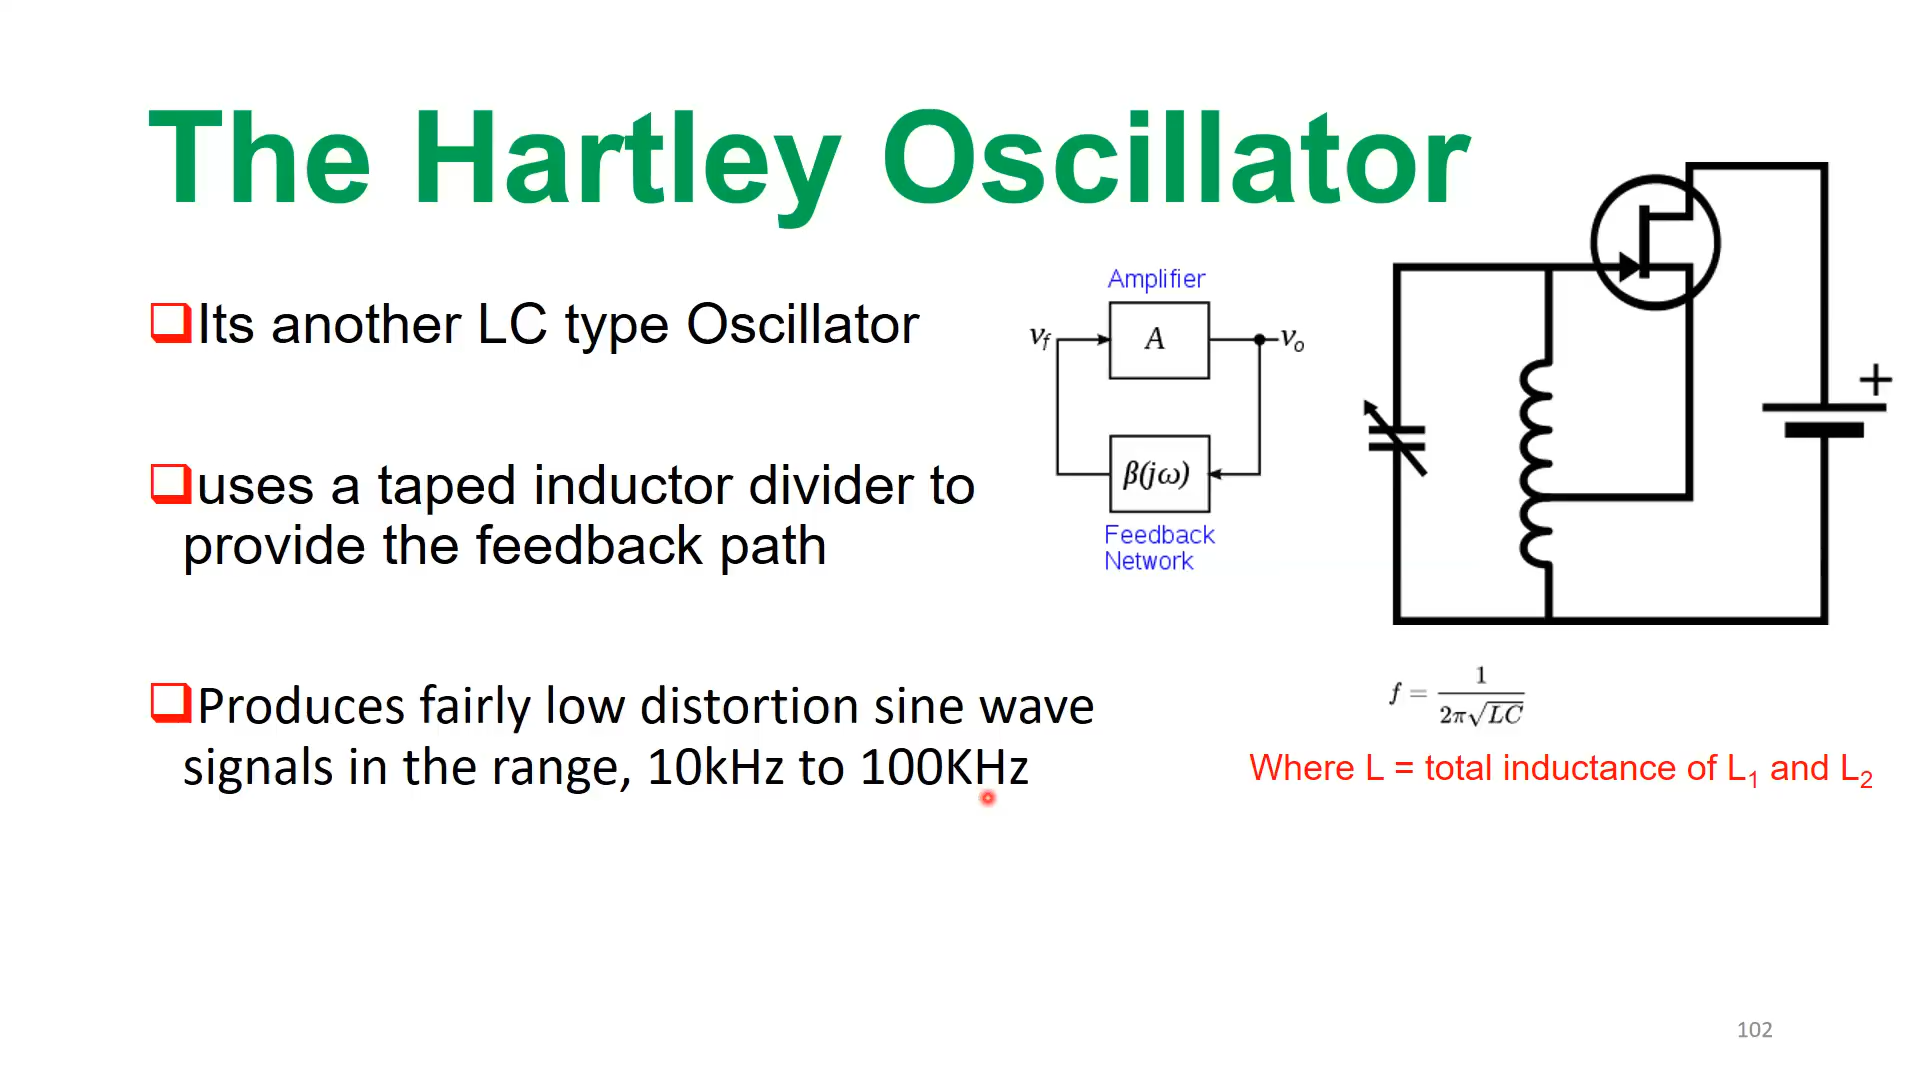 The Hartley Oscillator
Its another LC type Oscillator
uses a taped inductor divider to
provide the feedback path
Produces fairly low distortion sine wave
signals in the range, 10kHz to 100KHz
Amplifier
v_f
A
v_o
β(jω)
Feedback
Network
+
f = 1 / 2π√LC
Where L = total inductance of L₁ and L₂
102